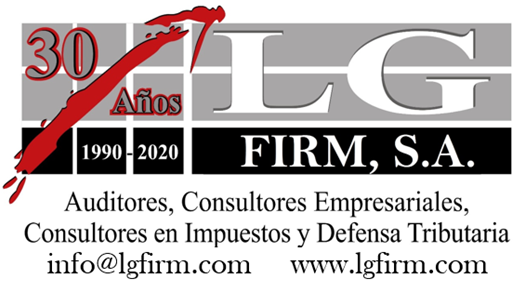 30 Años
LG
1990-2020
FIRM, S.A.
Auditores, Consultores Empresariales,
Consultores en Impuestos y Defensa Tributaria
info@lgfirm.com www.lgfirm.com